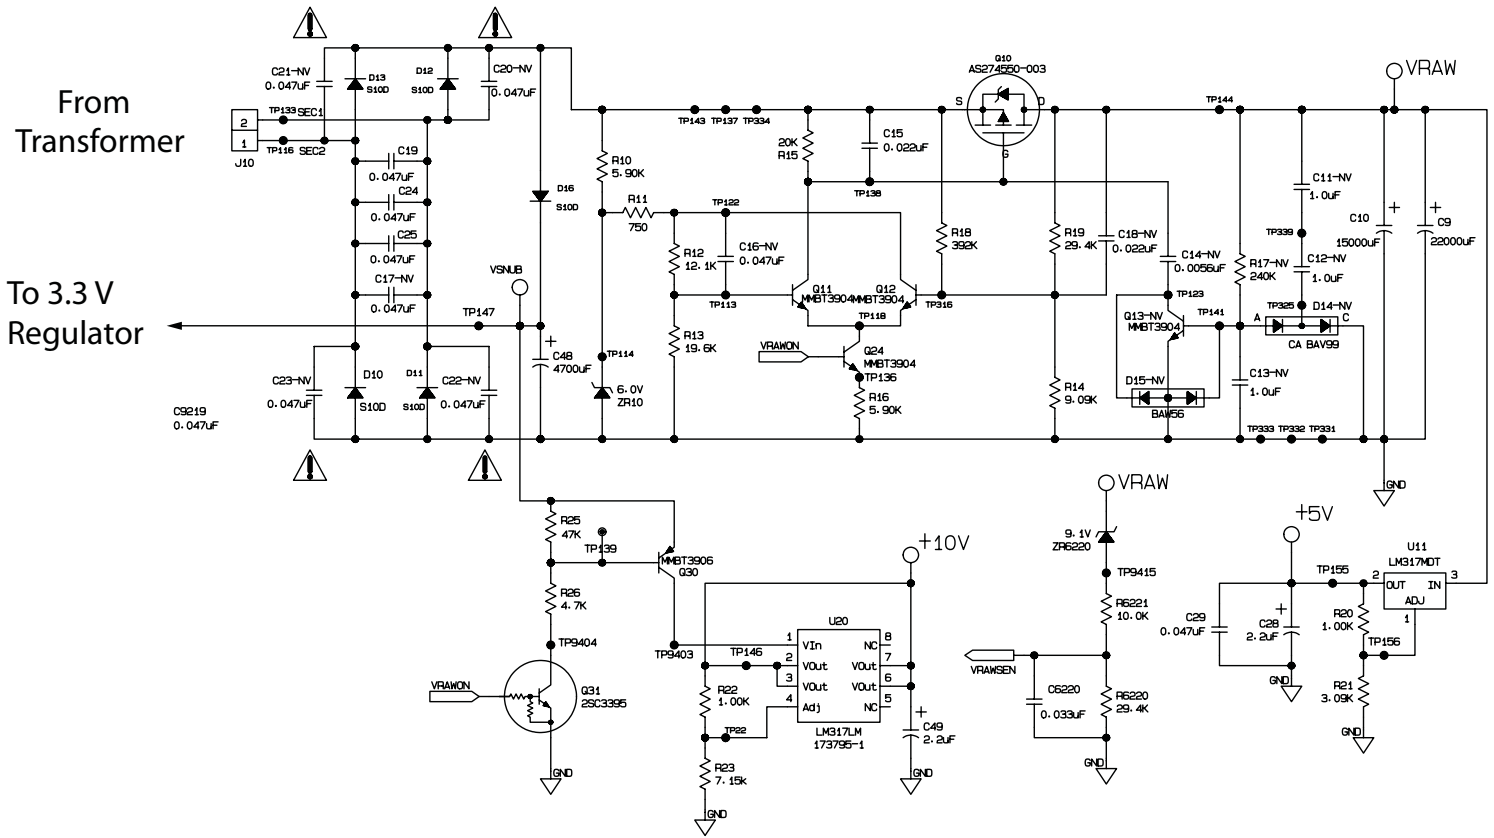 From
Transformer
To 3.3 V
Regulator
C21-NV
0.047uF
D13
S10D
D12
S10D
C20-NV
0.047uF
2
1
J10
TP133
SEC1
TP116
SEC2
C19
0.047uF
C24
0.047uF
C25
0.047uF
C17-NV
0.047uF
D16
S10D
VSNUB
TP147
C48
4700uF
C23-NV
0.047uF
D10
S10D
D11
S10D
C22-NV
0.047uF
C9219
0.047uF
R10
5.90K
R11
750
TP114
6.0V
ZR10
TP143
TP137
TP334
20K
R15
C15
0.022uF
TP138
TP122
R12
12.1K
C16-NV
0.047uF
TP113
R13
19.6K
Q11
MMBT3904
Q12
MMBT3904
TP118
VRAWON
Q24
MMBT3904
TP136
R16
5.90K
Q10
AS274550-003
S
D
G
R18
392K
TP316
R19
29.4K
C18-NV
0.022uF
R14
9.09K
C14-NV
0.0056uF
TP123
Q13-NV
MMBT3904
TP141
D15-NV
BAW56
TP144
R17-NV
240K
C13-NV
1.0uF
C11-NV
1.0uF
TP339
C12-NV
1.0uF
TP325
D14-NV
A
C
CA BAV99
TP333
TP332
TP331
VRAW
C10
15000uF
C9
22000uF
GND
R25
47K
TP139
MMBT3906
Q30
R26
4.7K
TP9404
VRAWON
Q31
2SC3395
GND
TP9403
+10V
U20
1
VIn
2
VOut
3
VOut
4
Adj
NC
8
VOut
7
VOut
6
NC
5
LM317LM
173795-1
TP146
R22
1.00K
TP22
R23
7.15k
GND
C49
2.2uF
GND
VRAW
9.1V
ZR6220
TP9415
R6221
10.0K
VRAWSEN
C6220
0.033uF
R6220
29.4K
GND
+5V
C29
0.047uF
C28
2.2uF
GND
TP155
U11
LM317MDT
2
OUT
IN
3
ADJ
1
R20
1.00K
TP156
R21
3.09K
GND